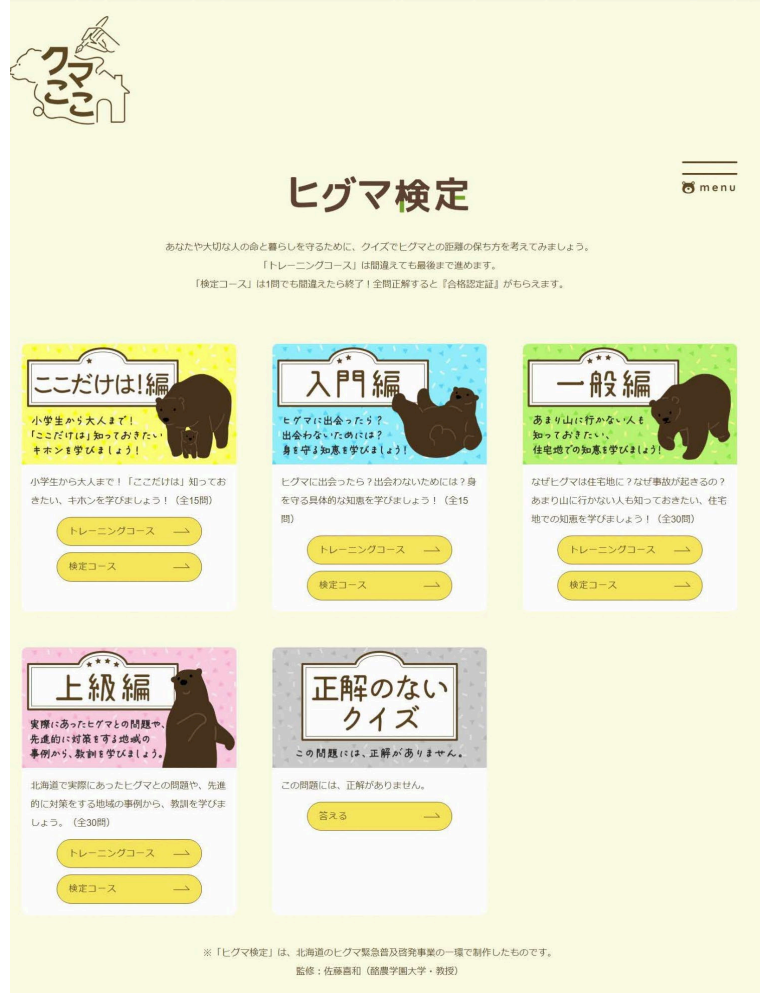 クマ
ここ
menu
ヒグマ検定
あなたや大切な人の命と暮らしを守るために、クイズでヒグマとの距離の保ち方を考えてみましょう。
「トレーニングコース」は間違えても最後まで進めます。
「検定コース」は1問でも間違えたら終了！全問正解すると『合格認定証』がもらえます。
ここだけは!編
小学生から大人まで！
「ここだけは」知っておきたい
キホンを学びましょう！
小学生から大人まで！「ここだけは」知ってお
きたい、キホンを学びましょう！（全15問）
トレーニングコース
検定コース
入門編
ヒグマに出会ったら？
出会わないためには？
身を守る知恵を学びましょう！
ヒグマに出会ったら？出会わないためには？身
を守る具体的な知恵を学びましょう！（全15
問）
トレーニングコース
検定コース
一般編
あまり山に行かない人も
知っておきたい、
住宅地での知恵を学びましょう！
なぜヒグマは住宅地に？なぜ事故が起きるの？
あまり山に行かない人も知っておきたい、住宅
地での知恵を学びましょう！（全30問）
トレーニングコース
検定コース
上級編
実際にあったヒグマとの問題や、
先進的に対策をする地域の
事例から、教訓を学びましょう。
北海道で実際にあったヒグマとの問題や、先進
的に対策をする地域の事例から、教訓を学びま
しょう。（全30問）
トレーニングコース
検定コース
正解のない
クイズ
この問題には、正解がありません。
この問題には、正解がありません。
答える
※「ヒグマ検定」は、北海道のヒグマ緊急普及啓発事業の一環で制作したものです。
監修：佐藤喜和（酪農学園大学・教授）